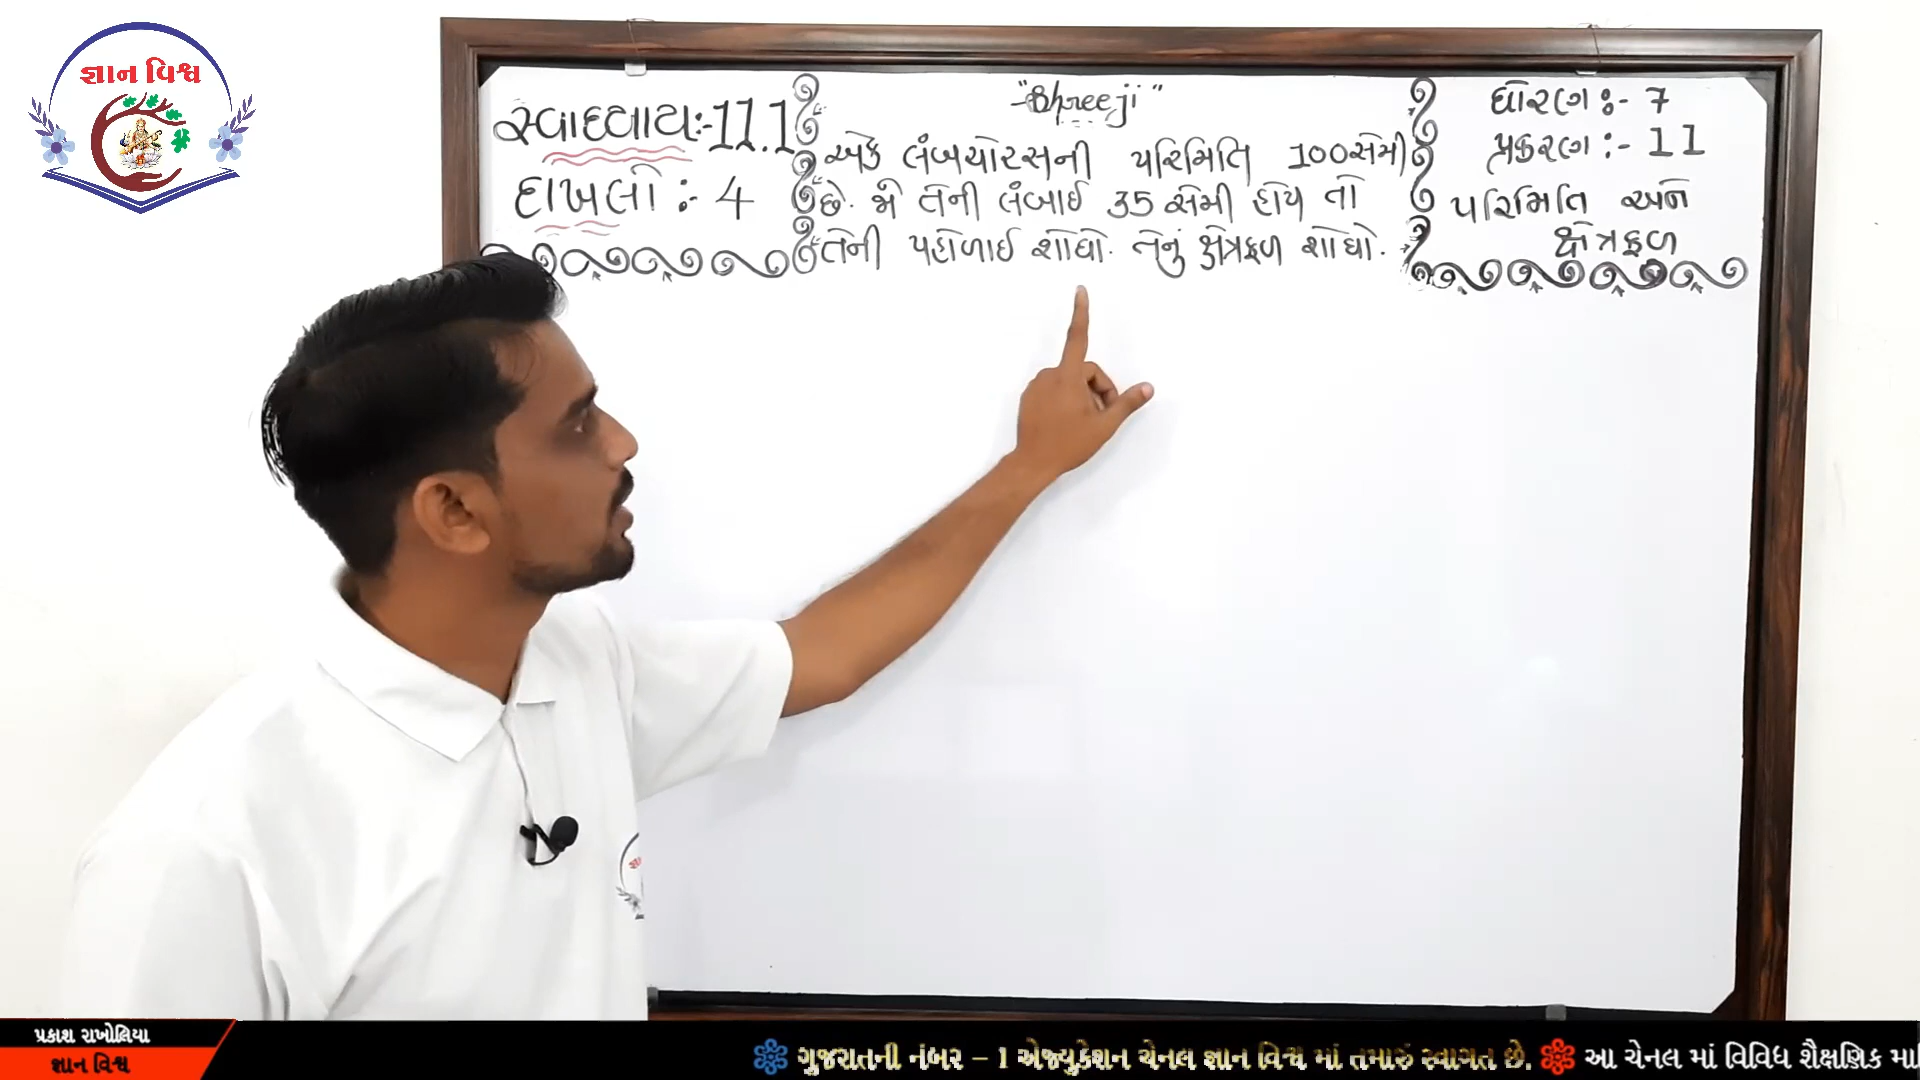 જ્ઞાન વિશ્વ
સ્વાધ્યાય:-11.1
દાખલો :- 4
"Shreeji"
એક લંબચોરસની પરિમિતિ 100સેમી
છે. જો તેની લંબાઈ 35 સેમી હોય તો
તેની પહોળાઈ શોધો. તેનું ક્ષેત્રફળ શોધો.
ધોરણ :- 7
પ્રકરણ :- 11
પરિમિતિ અને
ક્ષેત્રફળ
પ્રકાશ રાખોલિયા
જ્ઞાન વિશ્વ
ગુજરાતની નંબર – 1 એજ્યુકેશન ચેનલ જ્ઞાન વિશ્વ માં તમારું સ્વાગત છે. આ ચેનલ માં વિવિધ શૈક્ષણિક